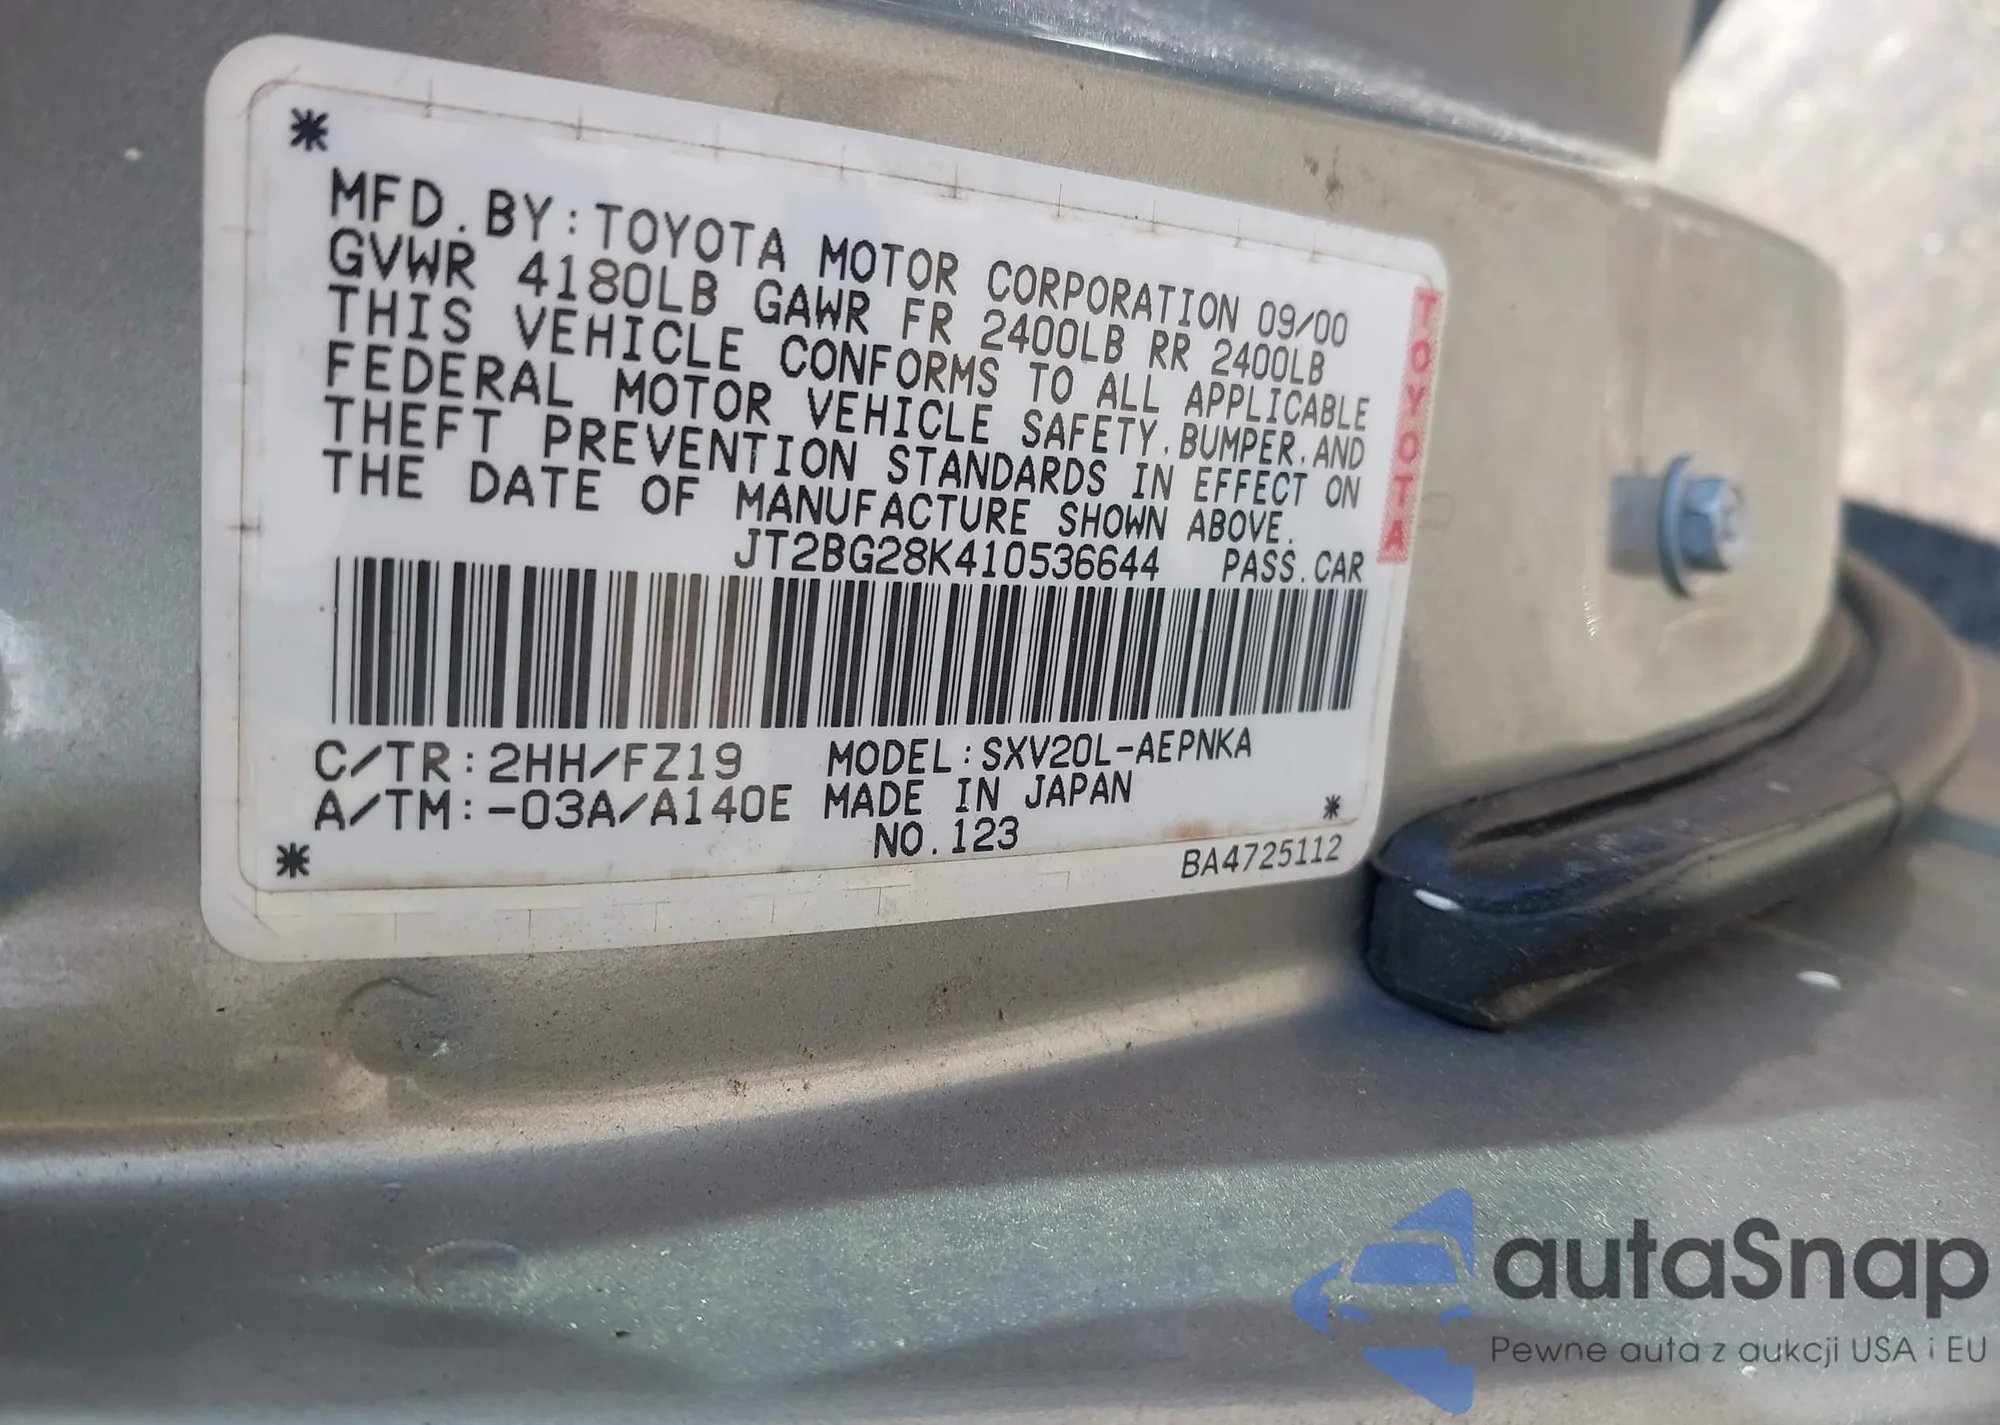 MFD. BY: TOYOTA MOTOR CORPORATION 09/00
GVWR 4180LB GAWR FR 2400LB RR 2400LB
THIS VEHICLE CONFORMS TO ALL APPLICABLE
FEDERAL MOTOR VEHICLE SAFETY, BUMPER, AND
THEFT PREVENTION STANDARDS IN EFFECT ON
THE DATE OF MANUFACTURE SHOWN ABOVE.
JT2BG28K410536644 PASS. CAR
C/TR: 2HH/FZ19 MODEL: SXV20L-AEPNKA
A/TM: -03A/A140E MADE IN JAPAN
NO. 123
BA4725112
TOYOTA
autaSnap
Pewne auta z aukcji USA i EU